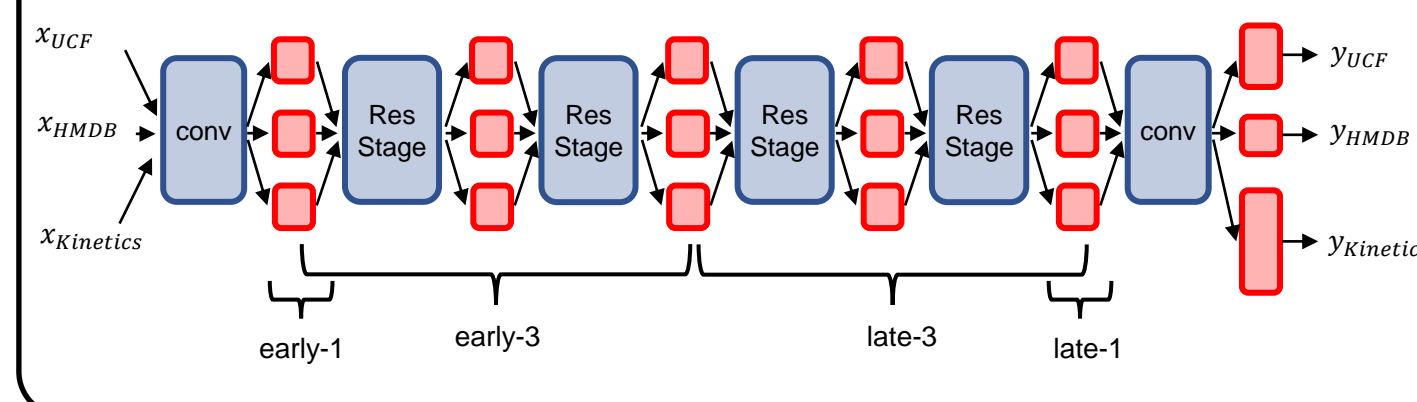 x_UCF
x_HMDB
x_Kinetics
conv
Res
Stage
Res
Stage
Res
Stage
Res
Stage
conv
y_UCF
y_HMDB
y_Kinetic
early-1
early-3
late-3
late-1